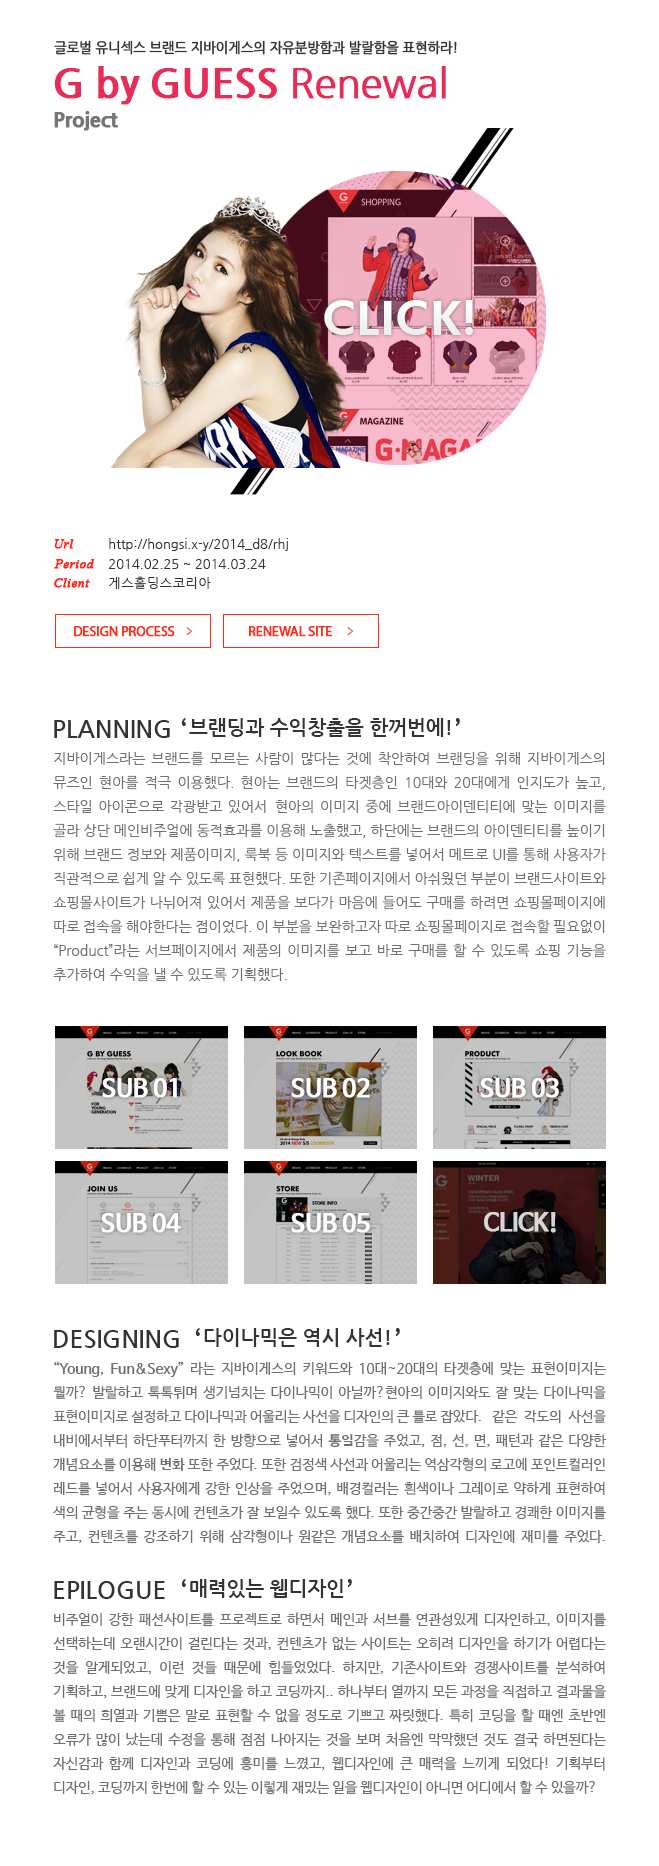 글로벌 유니섹스 브랜드 지바이게스의 자유분방함과 발랄함을 표현하라!
G by GUESS Renewal
Project
G
SHOPPING
CLICK!
MAGAZINE
G·MAGA
MAGAZINE
Url http://hongsi.x-y/2014_d8/rhj
Period 2014.02.25 ~ 2014.03.24
Client 게스홀딩스코리아
DESIGN PROCESS >
RENEWAL SITE >
PLANNING ‘브랜딩과 수익창출을 한꺼번에!’
지바이게스라는 브랜드를 모르는 사람이 많다는 것에 착안하여 브랜딩을 위해 지바이게스의
뮤즈인 현아를 적극 이용했다. 현아는 브랜드의 타겟층인 10대와 20대에게 인지도가 높고,
스타일 아이콘으로 각광받고 있어서 현아의 이미지 중에 브랜드아이덴티티에 맞는 이미지를
골라 상단 메인비주얼에 동적효과를 이용해 노출했고, 하단에는 브랜드의 아이덴티티를 높이기
위해 브랜드 정보와 제품이미지, 룩북 등 이미지와 텍스트를 넣어서 메트로 UI를 통해 사용자가
직관적으로 쉽게 알 수 있도록 표현했다. 또한 기존페이지에서 아쉬웠던 부분이 브랜드사이트와
쇼핑몰사이트가 나뉘어져 있어서 제품을 보다가 마음에 들어도 구매를 하려면 쇼핑몰페이지에
따로 접속을 해야한다는 점이었다. 이 부분을 보완하고자 따로 쇼핑몰페이지로 접속할 필요없이
“Product”라는 서브페이지에서 제품의 이미지를 보고 바로 구매를 할 수 있도록 쇼핑 기능을
추가하여 수익을 낼 수 있도록 기획했다.
G BY GUESS
SUB 01
FOR
YOUNG
GENERATION
LOOK BOOK
SUB 02
2014 NEW S/S LOOKBOOK
PRODUCT
SUB 03
JOIN US
SUB 04
STORE
STORE INFO
SUB 05
G
WINTER
CLICK!
DESIGNING ‘다이나믹은 역시 사선!’
“Young, Fun&Sexy” 라는 지바이게스의 키워드와 10대~20대의 타겟층에 맞는 표현이미지는
뭘까? 발랄하고 톡톡튀며 생기넘치는 다이나믹이 아닐까?현아의 이미지와도 잘 맞는 다이나믹을
표현이미지로 설정하고 다이나믹과 어울리는 사선을 디자인의 큰 틀로 잡았다. 같은 각도의 사선을
내비에서부터 하단푸터까지 한 방향으로 넣어서 통일감을 주었고, 점, 선, 면, 패턴과 같은 다양한
개념요소를 이용해 변화 또한 주었다. 또한 검정색 사선과 어울리는 역삼각형의 로고에 포인트컬러인
레드를 넣어서 사용자에게 강한 인상을 주었으며, 배경컬러는 흰색이나 그레이로 약하게 표현하여
색의 균형을 주는 동시에 컨텐츠가 잘 보일수 있도록 했다. 또한 중간중간 발랄하고 경쾌한 이미지를
주고, 컨텐츠를 강조하기 위해 삼각형이나 원같은 개념요소를 배치하여 디자인에 재미를 주었다.
EPILOGUE ‘매력있는 웹디자인’
비주얼이 강한 패션사이트를 프로젝트로 하면서 메인과 서브를 연관성있게 디자인하고, 이미지를
선택하는데 오랜시간이 걸린다는 것과, 컨텐츠가 없는 사이트는 오히려 디자인을 하기가 어렵다는
것을 알게되었고, 이런 것들 때문에 힘들었었다. 하지만, 기존사이트와 경쟁사이트를 분석하여
기획하고, 브랜드에 맞게 디자인을 하고 코딩까지.. 하나부터 열까지 모든 과정을 직접하고 결과물을
볼 때의 희열과 기쁨은 말로 표현할 수 없을 정도로 기쁘고 짜릿했다. 특히 코딩을 할 때엔 초반엔
오류가 많이 났는데 수정을 통해 점점 나아지는 것을 보며 처음엔 막막했던 것도 결국 하면된다는
자신감과 함께 디자인과 코딩에 흥미를 느꼈고, 웹디자인에 큰 매력을 느끼게 되었다! 기획부터
디자인, 코딩까지 한번에 할 수 있는 이렇게 재밌는 일을 웹디자인이 아니면 어디에서 할 수 있을까?